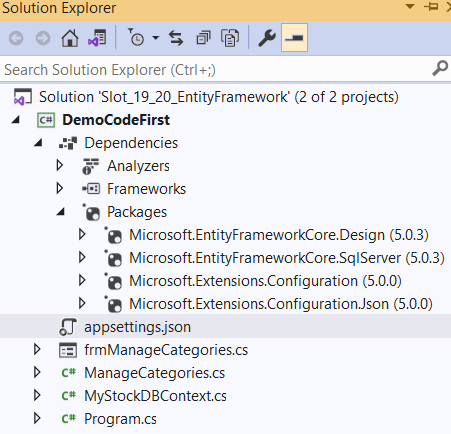 Solution Explorer
Search Solution Explorer (Ctrl+;)
Solution 'Slot_19_20_EntityFramework' (2 of 2 projects)
C# DemoCodeFirst
Dependencies
Analyzers
Frameworks
Packages
Microsoft.EntityFrameworkCore.Design (5.0.3)
Microsoft.EntityFrameworkCore.SqlServer (5.0.3)
Microsoft.Extensions.Configuration (5.0.0)
Microsoft.Extensions.Configuration.Json (5.0.0)
appsettings.json
frmManageCategories.cs
C# ManageCategories.cs
C# MyStockDBContext.cs
C# Program.cs